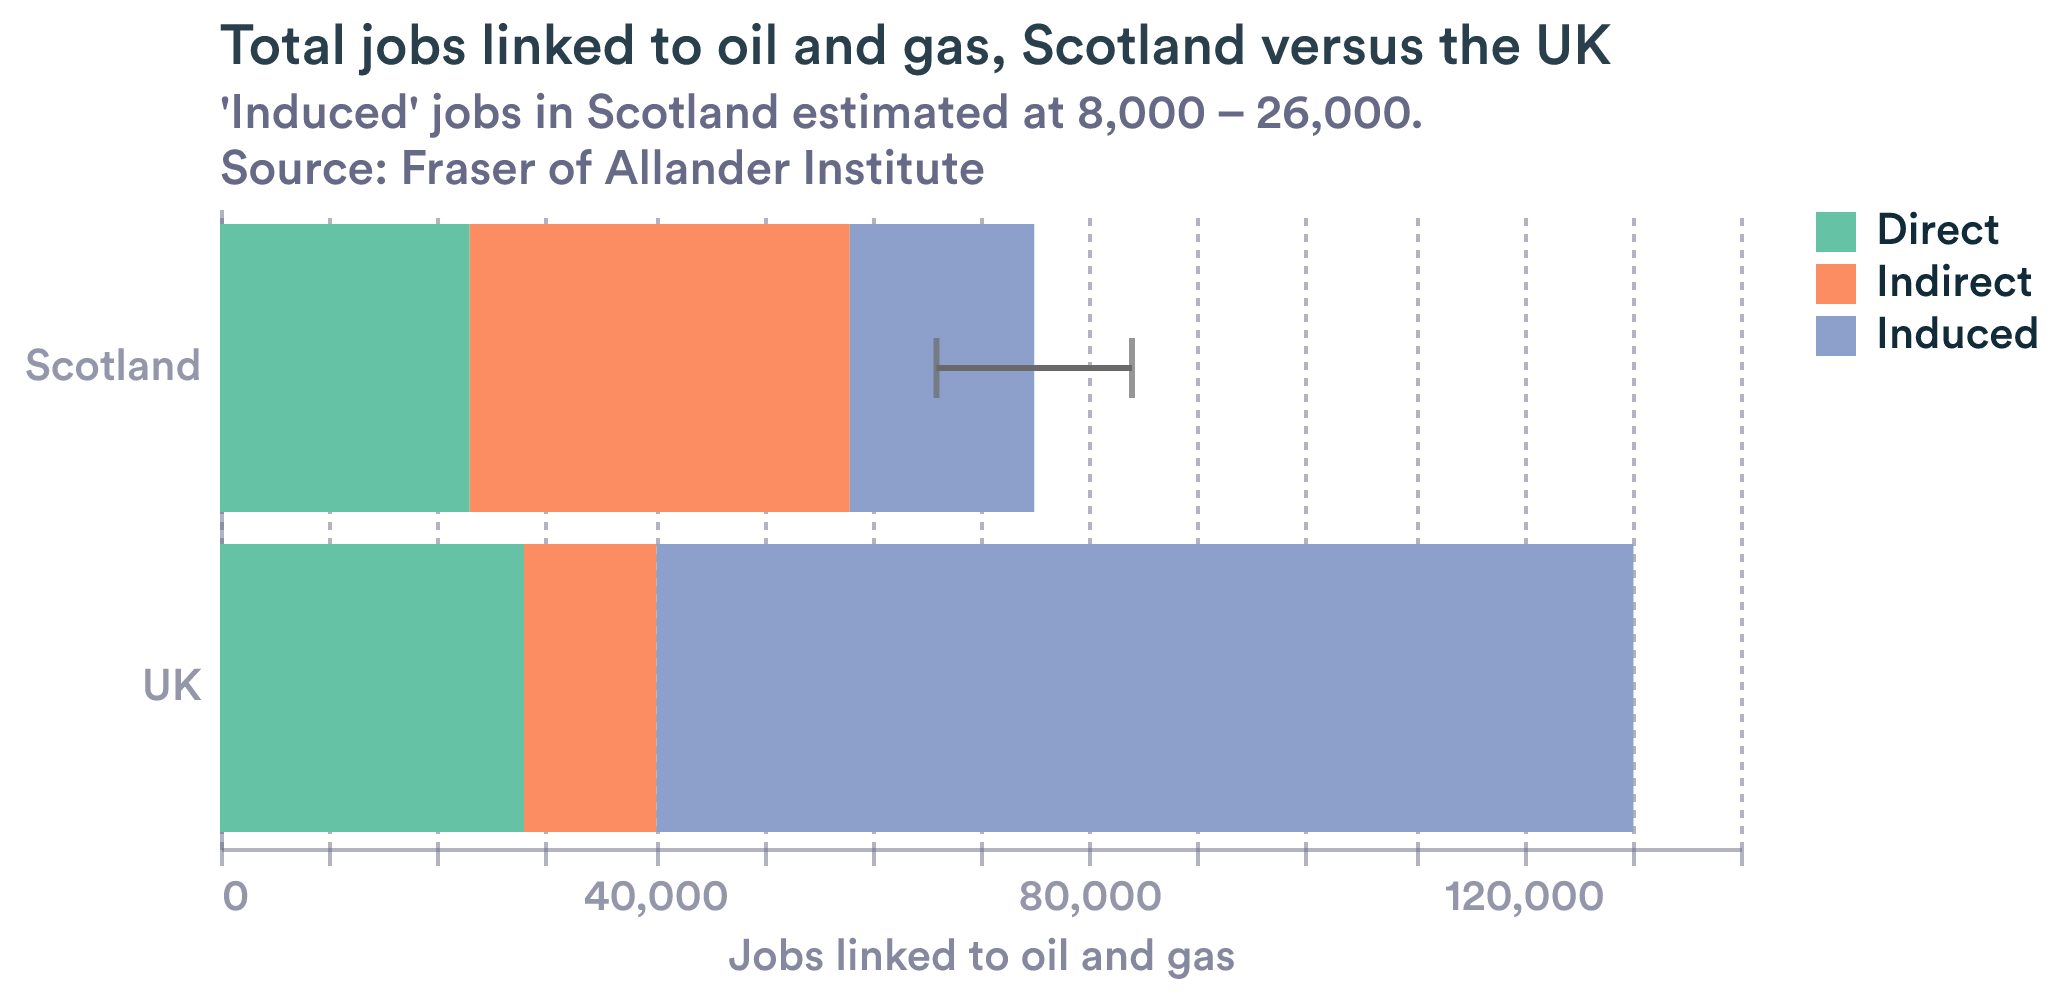 Total jobs linked to oil and gas, Scotland versus the UK
'Induced' jobs in Scotland estimated at 8,000 – 26,000.
Source: Fraser of Allander Institute
Direct
Indirect
Induced
Scotland
UK
0
40,000
80,000
120,000
Jobs linked to oil and gas